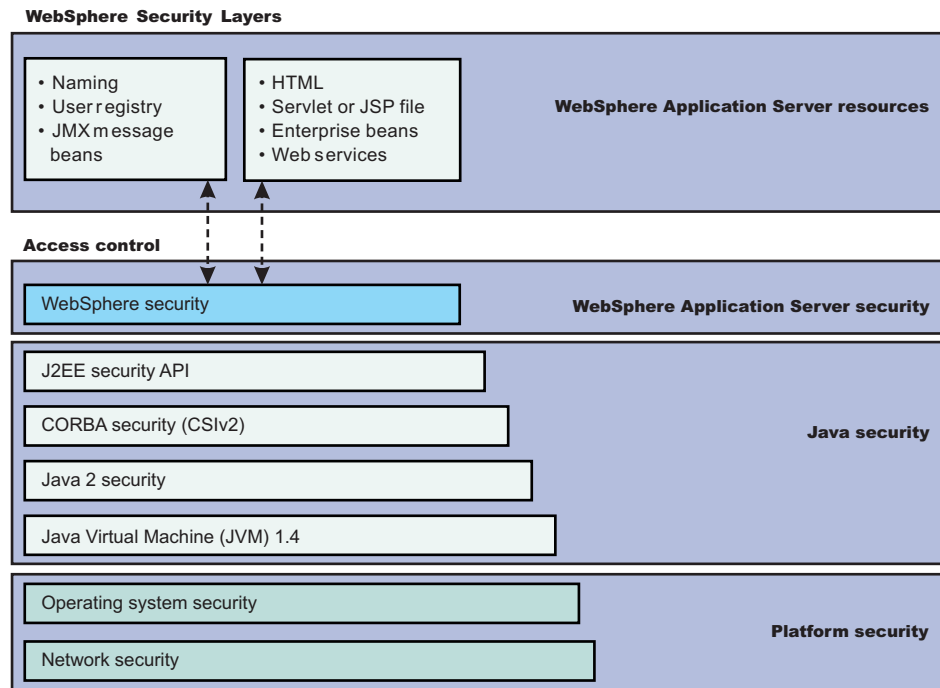 WebSphere Security Layers
• Naming
• User registry
• JMX message
beans
• HTML
• Servlet or JSP file
• Enterprise beans
• Web services
WebSphere Application Server resources
Access control
WebSphere security
WebSphere Application Server security
J2EE security API
CORBA security (CSIv2)
Java 2 security
Java Virtual Machine (JVM) 1.4
Java security
Operating system security
Network security
Platform security